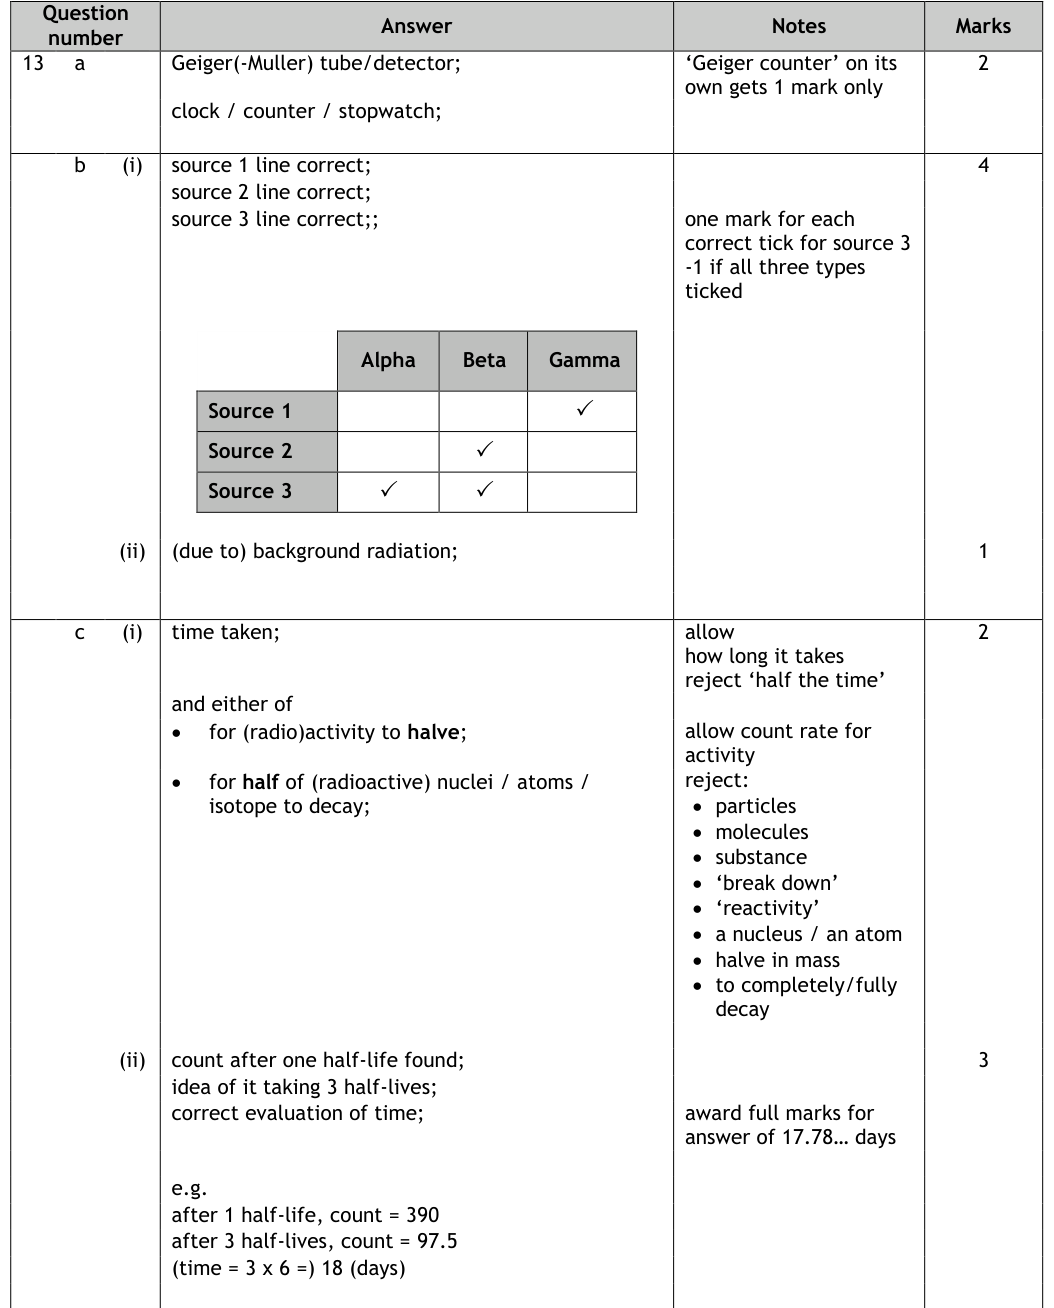 Question number Answer Notes Marks
13 a Geiger(-Muller) tube/detector; ‘Geiger counter’ on its 2
own gets 1 mark only
clock / counter / stopwatch;
b (i) source 1 line correct; 4
source 2 line correct;
source 3 line correct;; one mark for each
correct tick for source 3
-1 if all three types
ticked
Alpha Beta Gamma
Source 1 ✓
Source 2 ✓
Source 3 ✓ ✓
(ii) (due to) background radiation; 1
c (i) time taken; allow 2
how long it takes
reject ‘half the time’
and either of
• for (radio)activity to halve; allow count rate for
activity
• for half of (radioactive) nuclei / atoms / reject:
isotope to decay; • particles
• molecules
• substance
• ‘break down’
• ‘reactivity’
• a nucleus / an atom
• halve in mass
• to completely/fully
decay
(ii) count after one half-life found; 3
idea of it taking 3 half-lives;
correct evaluation of time; award full marks for
answer of 17.78… days
e.g.
after 1 half-life, count = 390
after 3 half-lives, count = 97.5
(time = 3 x 6 =) 18 (days)